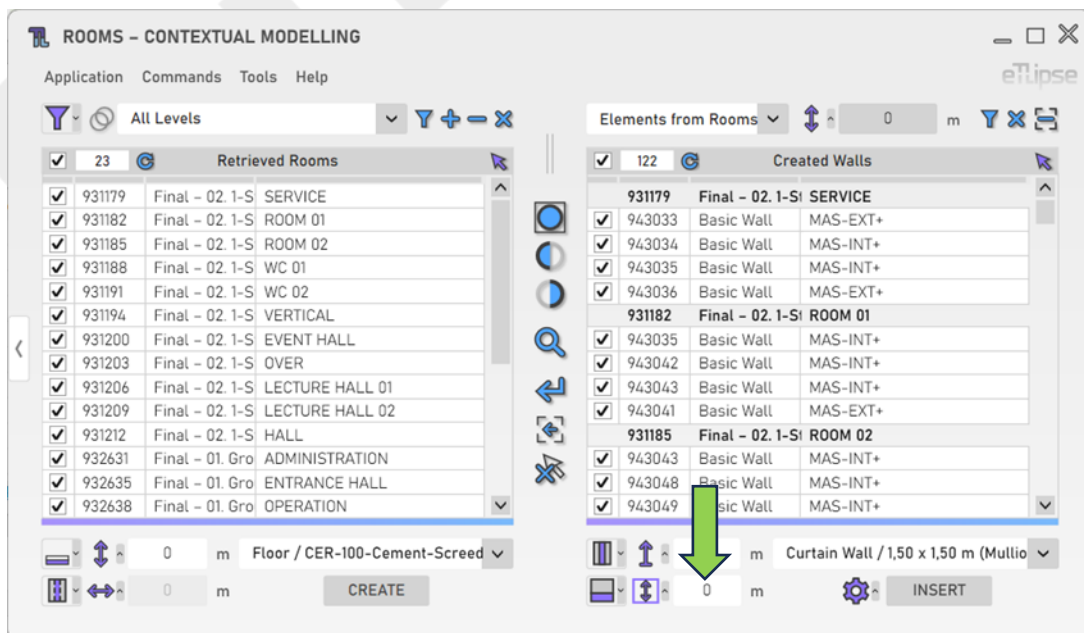 ROOMS – CONTEXTUAL MODELLING
Application Commands Tools Help
eTLipse
All Levels
Elements from Rooms 0 m
23 Retrieved Rooms
122 Created Walls
931179 Final – 02. 1-S SERVICE
931182 Final – 02. 1-S ROOM 01
931185 Final – 02. 1-S ROOM 02
931188 Final – 02. 1-S WC 01
931191 Final – 02. 1-S WC 02
931194 Final – 02. 1-S VERTICAL
931200 Final – 02. 1-S EVENT HALL
931203 Final – 02. 1-S OVER
931206 Final – 02. 1-S LECTURE HALL 01
931209 Final – 02. 1-S LECTURE HALL 02
931212 Final – 02. 1-S HALL
932631 Final – 01. Gro ADMINISTRATION
932635 Final – 01. Gro ENTRANCE HALL
932638 Final – 01. Gro OPERATION
931179 Final – 02. 1-St SERVICE
943033 Basic Wall MAS-EXT+
943034 Basic Wall MAS-INT+
943035 Basic Wall MAS-INT+
943036 Basic Wall MAS-EXT+
931182 Final – 02. 1-St ROOM 01
943035 Basic Wall MAS-INT+
943042 Basic Wall MAS-INT+
943043 Basic Wall MAS-INT+
943041 Basic Wall MAS-EXT+
931185 Final – 02. 1-St ROOM 02
943043 Basic Wall MAS-INT+
943048 Basic Wall MAS-INT+
943049 Basic Wall MAS-INT+
0 m Floor / CER-100-Cement-Screed
0 m CREATE
m Curtain Wall / 1,50 x 1,50 m (Mullio
0 m INSERT